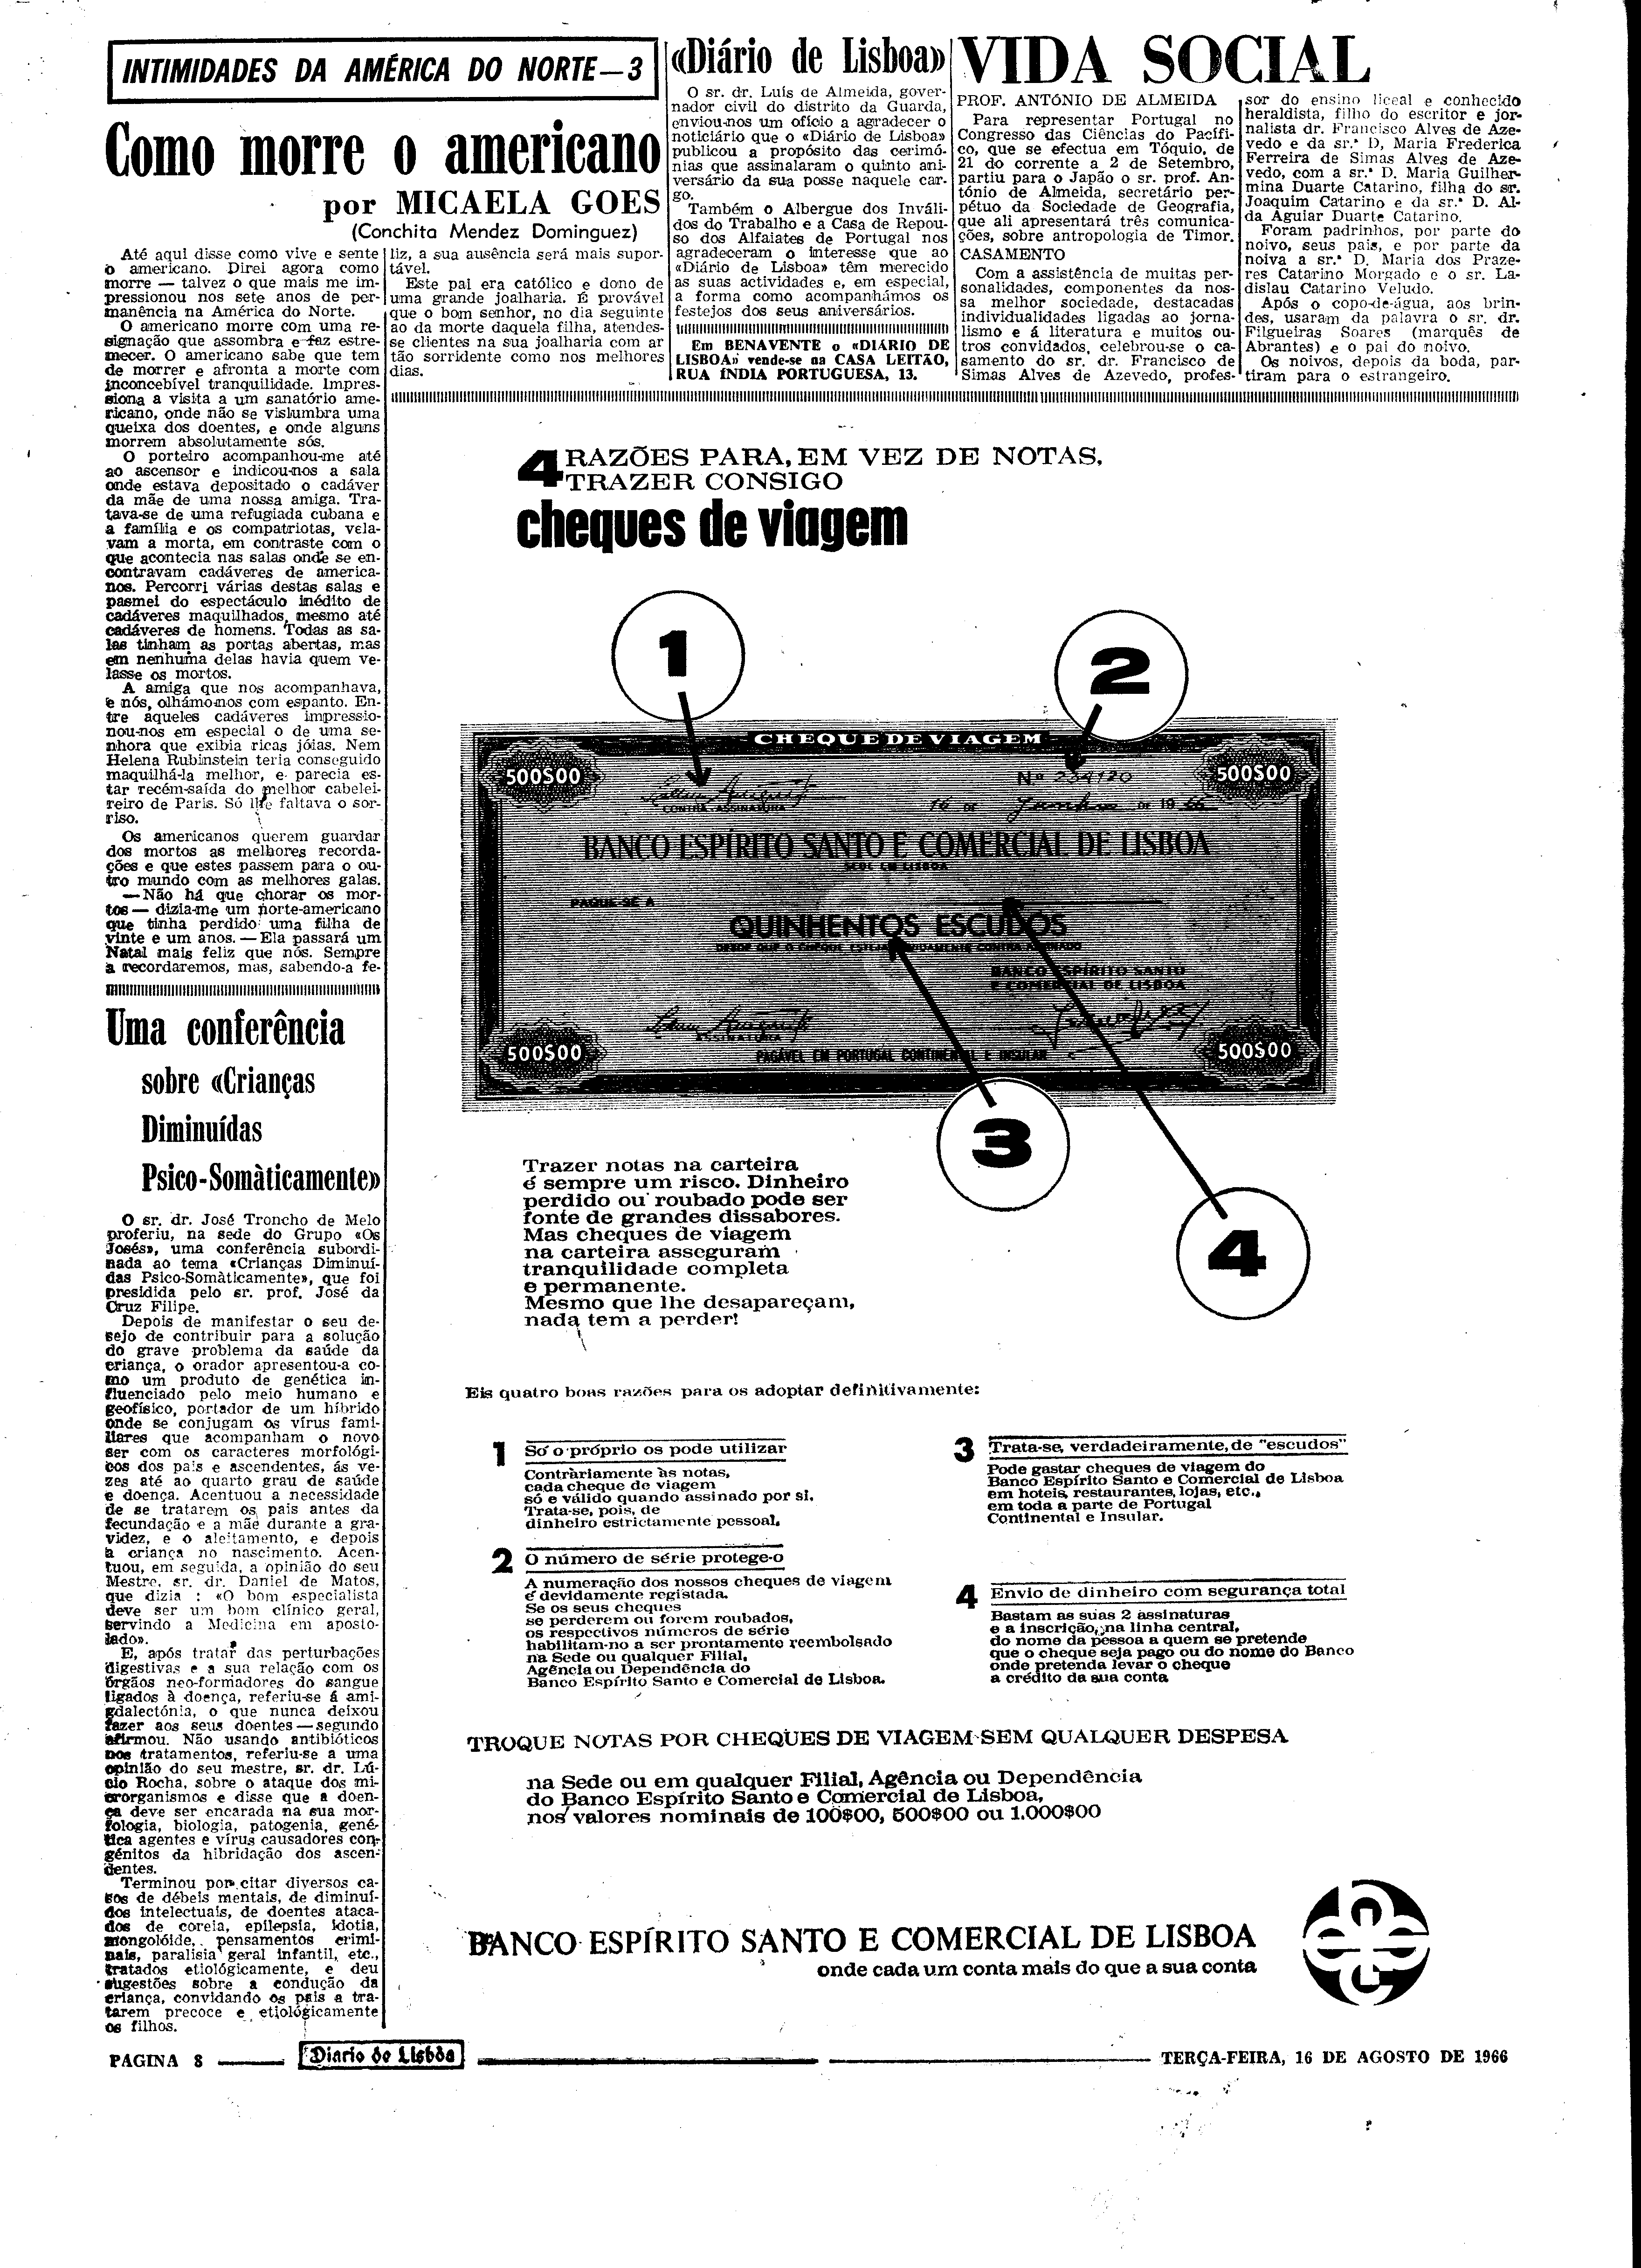 INTIMIDADES DA AMÉRICA DO NORTE — 3
Como morre o americano
por MICAELA GOES
(Conchita Mendez Dominguez)
Até aqui disse como vive e sente
o americano. Direi agora como
morre — talvez o que mais me im-
pressionou nos sete anos de per-
manência na América do Norte.
O americano morre com uma re-
signação que assombra e faz estre-
mecer. O americano sabe que tem
de morrer e afronta a morte com
inconcebível tranquilidade. Impres-
siona a visita a um sanatório ame-
ricano, onde não se vislumbra uma
queixa dos doentes, e onde alguns
morrem absolutamente sós.
O porteiro acompanhou-me até
ao ascensor e indicou-nos a sala
onde estava depositado o cadáver
da mãe de uma nossa amiga. Tra-
tava-se de uma refugiada cubana e
a família e os compatriotas, vela-
vam a morta, em contraste com o
que acontecia nas salas onde se en-
contravam cadáveres de america-
nos. Percorri várias destas salas e
pasmei do espectáculo inédito de
cadáveres maquilhados, mesmo até
cadáveres de homens. Todas as sa-
las tinham as portas abertas, mas
em nenhuma delas havia quem ve-
lasse os mortos.
A amiga que nos acompanhava,
e nós, olhámo-nos com espanto. En-
tre aqueles cadáveres impressio-
nou-nos em especial o de uma se-
nhora que exibia ricas jóias. Nem
Helena Rubinstein teria conseguido
maquilhá-la melhor, e parecia es-
tar recém-saída do melhor cabelei-
reiro de Paris. Só lhe faltava o sor-
riso.
Os americanos querem guardar
dos mortos as melhores recorda-
ções e que estes passem para o ou-
tro mundo com as melhores galas.
— Não há que chorar os mor-
tos — dizia-me um norte-americano
que tinha perdido uma filha de
vinte e um anos. — Ela passará um
Natal mais feliz que nós. Sempre
a recordaremos, mas, sabendo-a fe-
liz, a sua ausência será mais supor-
tável.
Este pai era católico e dono de
uma grande joalharia. É provável
que o bom senhor, no dia seguinte
ao da morte daquela filha, atendes-
se clientes na sua joalharia com ar
tão sorridente como nos melhores
dias.
Uma conferência
sobre «Crianças
Diminuídas
Psico-Somàticamente»
O sr. dr. José Troncho de Melo
proferiu, na sede do Grupo «Os
Josés», uma conferência subordi-
nada ao tema «Crianças Diminuí-
das Psico-Somàticamente», que foi
presidida pelo sr. prof. José da
Cruz Filipe.
Depois de manifestar o seu de-
sejo de contribuir para a solução
do grave problema da saúde da
criança, o orador apresentou-a co-
mo um produto de genética in-
fluenciado pelo meio humano e
geofísico, portador de um híbrido
onde se conjugam os vírus fami-
liares que acompanham o novo
ser com os caracteres morfológi-
cos dos pais e ascendentes, ás ve-
zes até ao quarto grau de saúde
e doença. Acentuou a necessidade
de se tratarem os pais antes da
fecundação e a mãe durante a gra-
videz, e o aleitamento, e depois
à criança no nascimento. Acen-
tuou, em seguida, a opinião do seu
Mestre, sr. dr. Daniel de Matos,
que dizia : «O bom especialista
deve ser um bom clínico geral,
servindo a Medicina em aposto-
lado».
E, após tratar das perturbações
digestivas e a sua relação com os
órgãos neo-formadores do sangue
ligados à doença, referiu-se á ami-
gdalectónia, o que nunca deixou
fazer aos seus doentes — segundo
afirmou. Não usando antibióticos
nos tratamentos, referiu-se a uma
opinião do seu mestre, sr. dr. Lú-
cio Rocha, sobre o ataque dos mi-
crorganismos e disse que a doen-
ça deve ser encarada na sua mor-
fologia, biologia, patogenia, gené-
tica agentes e vírus causadores con-
génitos da hibridação dos ascen-
dentes.
Terminou por citar diversos ca-
sos de débeis mentais, de diminuí-
dos intelectuais, de doentes ataca-
dos de coreia, epilepsia, idotia,
mongolóide, pensamentos crimi-
nais, paralisia geral infantil, etc.,
tratados etiológicamente, e deu
sugestões sobre a condução da
criança, convidando os pais a tra-
tarem precoce e etiológicamente
os filhos.
«Diário de Lisboa»
O sr. dr. Luís de Almeida, gover-
nador civil do distrito da Guarda,
enviou-nos um ofício a agradecer o
noticiário que o «Diário de Lisboa»
publicou a propósito das cerimó-
nias que assinalaram o quinto ani-
versário da sua posse naquele car-
go.
Também o Albergue dos Inváli-
dos do Trabalho e a Casa de Repou-
so dos Alfaiates de Portugal nos
agradeceram o interesse que ao
«Diário de Lisboa» têm merecido
as suas actividades e, em especial,
a forma como acompanhámos os
festejos dos seus aniversários.
Em BENAVENTE o «DIÁRIO DE
LISBOA» vende-se na CASA LEITÃO,
RUA ÍNDIA PORTUGUESA, 13.
VIDA SOCIAL
PROF. ANTÓNIO DE ALMEIDA
Para representar Portugal no
Congresso das Ciências do Pacífi-
co, que se efectua em Tóquio, de
21 do corrente a 2 de Setembro,
partiu para o Japão o sr. prof. An-
tónio de Almeida, secretário per-
pétuo da Sociedade de Geografia,
que ali apresentará três comunica-
ções, sobre antropologia de Timor.
CASAMENTO
Com a assistência de muitas per-
sonalidades, componentes da nos-
sa melhor sociedade, destacadas
individualidades ligadas ao jorna-
lismo e á literatura e muitos ou-
tros convidados, celebrou-se o ca-
samento do sr. dr. Francisco de
Simas Alves de Azevedo, profes-
sor do ensino liceal e conhecido
heraldista, filho do escritor e jor-
nalista dr. Francisco Alves de Aze-
vedo e da sr.ª D, Maria Frederica
Ferreira de Simas Alves de Aze-
vedo, com a sr.ª D. Maria Guilher-
mina Duarte Catarino, filha do sr.
Joaquim Catarino e da sr.ª D. Al-
da Aguiar Duarte Catarino.
Foram padrinhos, por parte do
noivo, seus pais, e por parte da
noiva a sr.ª D. Maria dos Praze-
res Catarino Morgado e o sr. La-
dislau Catarino Veludo.
Após o copo-de-água, aos brin-
des, usaram da palavra o sr. dr.
Filgueiras Soares (marquês de
Abrantes) e o pai do noivo.
Os noivos, depois da boda, par-
tiram para o estrangeiro.
4 RAZÕES PARA, EM VEZ DE NOTAS,
TRAZER CONSIGO
cheques de viagem
1
2
CHEQUE DE VIAGEM
500$00
500$00
Nº 234120
CONTRA-ASSINATURA
16 DE Junho DE 1966
BANCO ESPÍRITO SANTO E COMERCIAL DE LISBOA
SEDE EM LISBOA
PAGUE-SE A
QUINHENTOS ESCUDOS
DESDE QUE O CHEQUE ESTEJA DEVIDAMENTE CONTRA-ASSINADO
BANCO ESPÍRITO SANTO
E COMERCIAL DE LISBOA
ASSINATURA
500$00
PAGÁVEL EM PORTUGAL CONTINENTAL E INSULAR
500$00
3
4
Trazer notas na carteira
é sempre um risco. Dinheiro
perdido ou roubado pode ser
fonte de grandes dissabores.
Mas cheques de viagem
na carteira asseguram
tranquilidade completa
e permanente.
Mesmo que lhe desapareçam,
nada tem a perder!
Eis quatro boas razões para os adoptar definitivamente:
1 Só o próprio os pode utilizar
Contràriamente às notas,
cada cheque de viagem
só e válido quando assinado por si.
Trata-se, pois, de
dinheiro estrictamente pessoal.
2 O número de série protege-o
A numeração dos nossos cheques de viagem
é devidamente registada.
Se os seus cheques
se perderem ou forem roubados,
os respectivos números de série
habilitam-no a ser prontamente reembolsado
na Sede ou qualquer Filial,
Agência ou Dependência do
Banco Espírito Santo e Comercial de Lisboa.
3 Trata-se, verdadeiramente, de "escudos"
Pode gastar cheques de viagem do
Banco Espírito Santo e Comercial de Lisboa
em hoteis, restaurantes, lojas, etc.,
em toda a parte de Portugal
Continental e Insular.
4 Envio de dinheiro com segurança total
Bastam as suas 2 assinaturas
e a inscrição, na linha central,
do nome da pessoa a quem se pretende
que o cheque seja pago ou do nome do Banco
onde pretenda levar o cheque
a crédito da sua conta
TROQUE NOTAS POR CHEQUES DE VIAGEM SEM QUALQUER DESPESA
na Sede ou em qualquer Filial, Agência ou Dependência
do Banco Espírito Santo e Comercial de Lisboa,
nos valores nominais de 100$00, 500$00 ou 1.000$00
BANCO ESPÍRITO SANTO E COMERCIAL DE LISBOA
onde cada um conta mais do que a sua conta
PAGINA 8
Diario de Lisbôa
TERÇA-FEIRA, 16 DE AGOSTO DE 1966